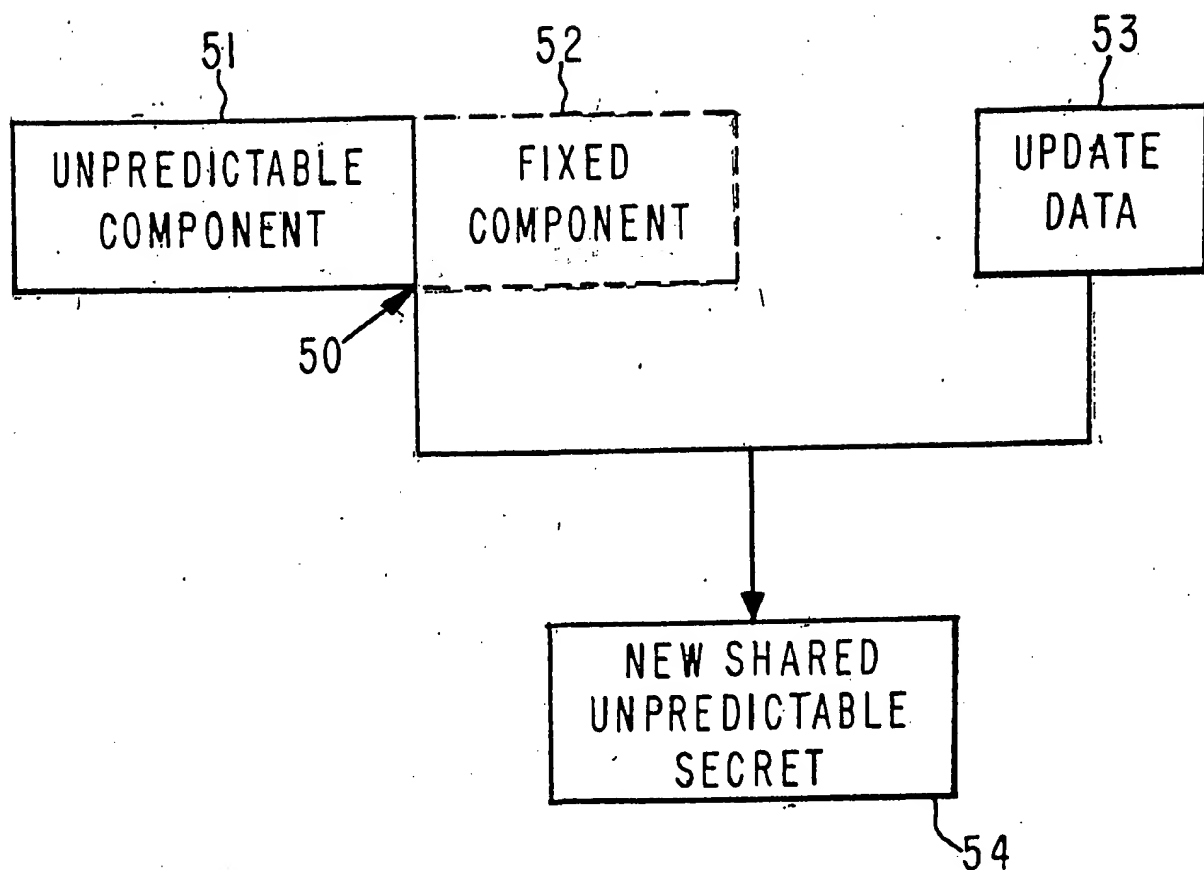 51
52
53
UNPREDICTABLE
COMPONENT
FIXED
COMPONENT
UPDATE
DATA
50
NEW SHARED
UNPREDICTABLE
SECRET
54